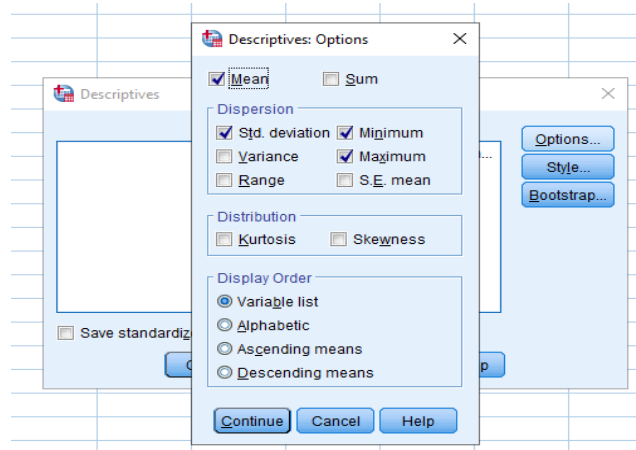 Descriptives: Options
Mean Sum
Descriptives
Dispersion
Std. deviation Minimum
Variance Maximum
Range S.E. mean
Options...
Style...
Bootstrap...
Distribution
Kurtosis Skewness
Display Order
Variable list
Alphabetic
Ascending means
Descending means
Save standardiz
Continue Cancel Help